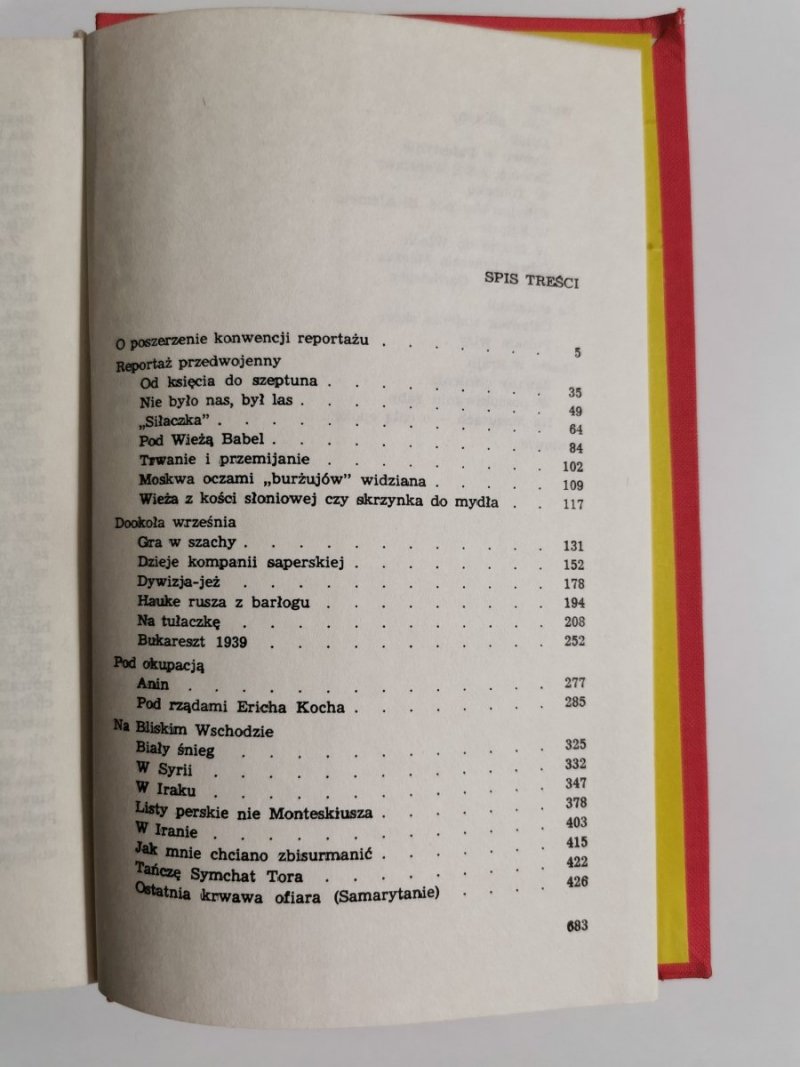 SPIS TREŚCI
O poszerzenie konwencji reportażu . . . . . . . 5
Reportaż przedwojenny
Od księcia do szeptuna . . . . . . . . . 35
Nie było nas, był las . . . . . . . . . . 49
„Siłaczka” . . . . . . . . . . . . . 64
Pod Wieżą Babel . . . . . . . . . . . 84
Trwanie i przemijanie . . . . . . . . . 102
Moskwa oczami „burżujów” widziana . . . . . 109
Wieża z kości słoniowej czy skrzynka do mydła . . 117
Dookoła września
Gra w szachy . . . . . . . . . . . . 131
Dzieje kompanii saperskiej . . . . . . . . 152
Dywizja-jeż . . . . . . . . . . . . 178
Hauke rusza z barłogu . . . . . . . . . 194
Na tułaczkę . . . . . . . . . . . . 208
Bukareszt 1939 . . . . . . . . . . . 252
Pod okupacją
Anin . . . . . . . . . . . . . . 277
Pod rządami Ericha Kocha . . . . . . . . 285
Na Bliskim Wschodzie
Biały śnieg . . . . . . . . . . . . 325
W Syrii . . . . . . . . . . . . . 332
W Iraku . . . . . . . . . . . . . 347
Listy perskie nie Monteskiusza . . . . . . . 378
W Iranie . . . . . . . . . . . . . 403
Jak mnie chciano zbisurmanić . . . . . . . 415
Tańczę Symchat Tora . . . . . . . . . 422
Ostatnia krwawa ofiara (Samarytanie) . . . . 426
683